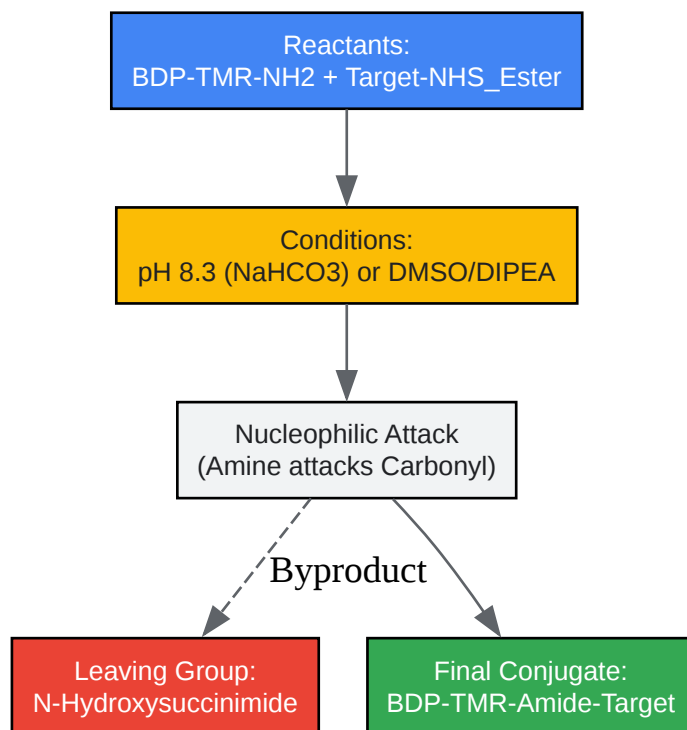 Reactants:
BDP-TMR-NH2 + Target-NHS_Ester
Conditions:
pH 8.3 (NaHCO3) or DMSO/DIPEA
Nucleophilic Attack
(Amine attacks Carbonyl)
Byproduct
Leaving Group:
N-Hydroxysuccinimide
Final Conjugate:
BDP-TMR-Amide-Target